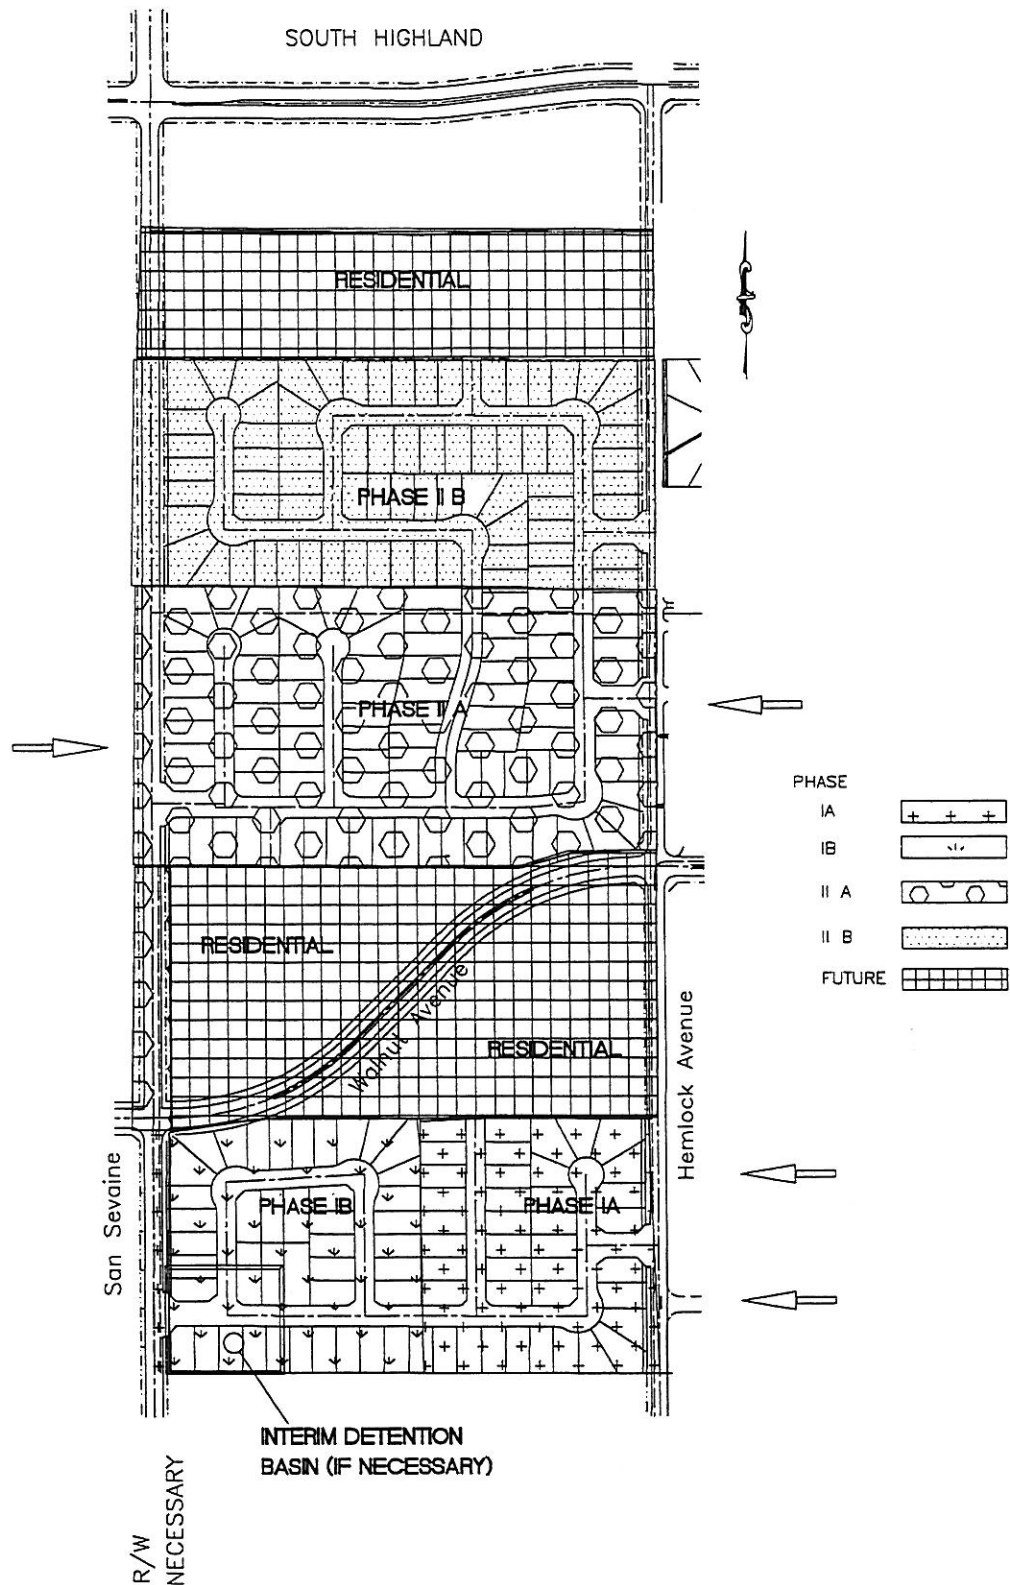 SOUTH HIGHLAND
RESIDENTIAL
PHASE II B
PHASE II A
PHASE
IA
IB
II A
II B
FUTURE
RESIDENTIAL
Walnut Avenue
RESIDENTIAL
Hemlock Avenue
San Sevaine
PHASE IB
PHASE IA
INTERIM DETENTION
BASIN (IF NECESSARY)
R/W
NECESSARY